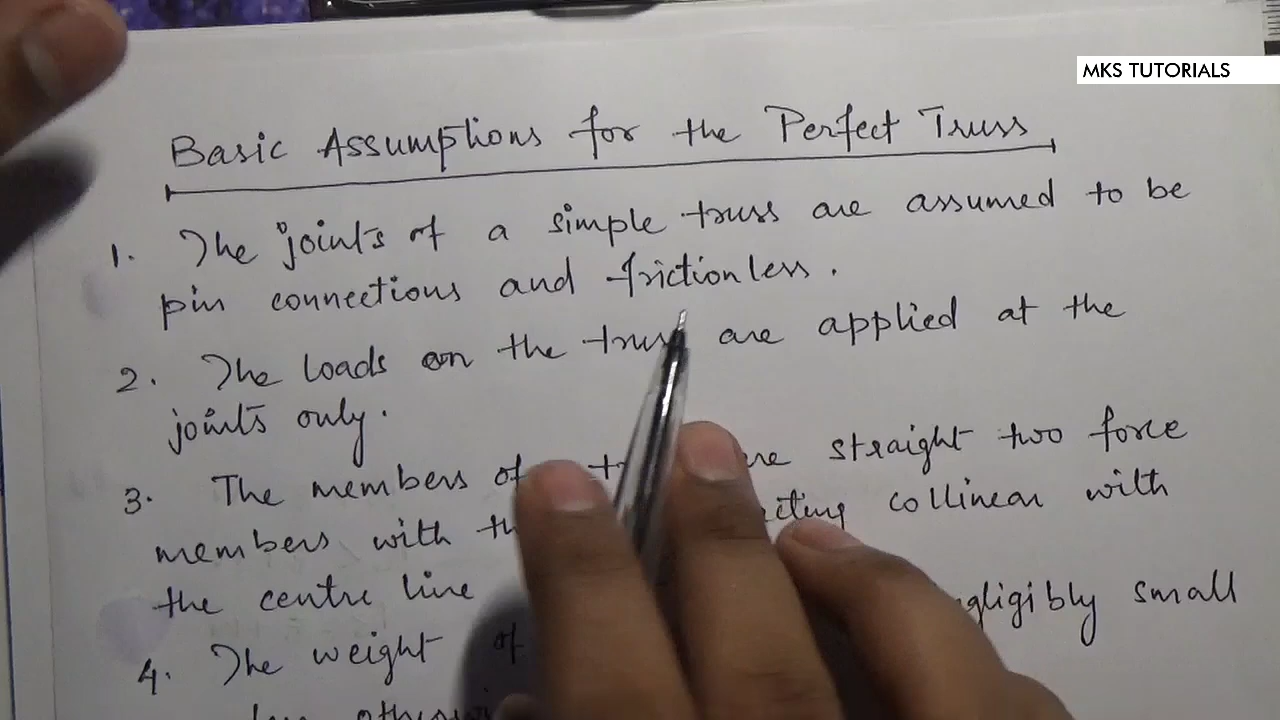 MKS TUTORIALS
Basic Assumptions for the Perfect Truss
1. The joints of a simple truss are assumed to be
pin connections and frictionless.
2. The loads on the truss are applied at the
joints only.
3. The members of are straight two force
members with collinear with
the centre line
4. The weight of negligibly small